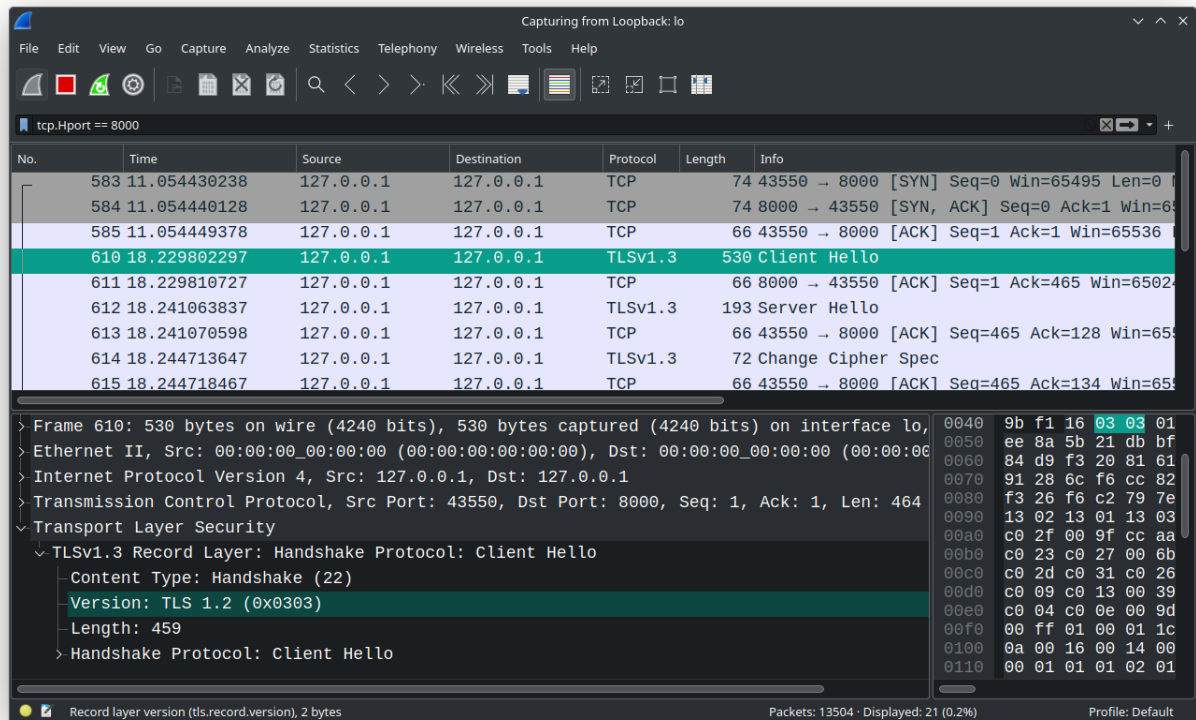 Capturing from Loopback: lo
File Edit View Go Capture Analyze Statistics Telephony Wireless Tools Help
tcp.Hport == 8000
No. Time Source Destination Protocol Length Info
583 11.054430238 127.0.0.1 127.0.0.1 TCP 74 43550 → 8000 [SYN] Seq=0 Win=65495 Len=0
584 11.054440128 127.0.0.1 127.0.0.1 TCP 74 8000 → 43550 [SYN, ACK] Seq=0 Ack=1 Win=65
585 11.054449378 127.0.0.1 127.0.0.1 TCP 66 43550 → 8000 [ACK] Seq=1 Ack=1 Win=65536
610 18.229802297 127.0.0.1 127.0.0.1 TLSv1.3 530 Client Hello
611 18.229810727 127.0.0.1 127.0.0.1 TCP 66 8000 → 43550 [ACK] Seq=1 Ack=465 Win=65024
612 18.241063837 127.0.0.1 127.0.0.1 TLSv1.3 193 Server Hello
613 18.241070598 127.0.0.1 127.0.0.1 TCP 66 43550 → 8000 [ACK] Seq=465 Ack=128 Win=655
614 18.244713647 127.0.0.1 127.0.0.1 TLSv1.3 72 Change Cipher Spec
615 18.244718467 127.0.0.1 127.0.0.1 TCP 66 43550 → 8000 [ACK] Seq=465 Ack=134 Win=655
Frame 610: 530 bytes on wire (4240 bits), 530 bytes captured (4240 bits) on interface lo,
Ethernet II, Src: 00:00:00_00:00:00 (00:00:00:00:00:00), Dst: 00:00:00_00:00:00 (00:00:00
Internet Protocol Version 4, Src: 127.0.0.1, Dst: 127.0.0.1
Transmission Control Protocol, Src Port: 43550, Dst Port: 8000, Seq: 1, Ack: 1, Len: 464
Transport Layer Security
TLSv1.3 Record Layer: Handshake Protocol: Client Hello
Content Type: Handshake (22)
Version: TLS 1.2 (0x0303)
Length: 459
Handshake Protocol: Client Hello
0040 9b f1 16 03 03 01
0050 ee 8a 5b 21 db bf
0060 84 d9 f3 20 81 61
0070 91 28 6c f6 cc 82
0080 f3 26 f6 c2 79 7e
0090 13 02 13 01 13 03
00a0 c0 2f 00 9f cc aa
00b0 c0 23 c0 27 00 6b
00c0 c0 2d c0 31 c0 26
00d0 c0 09 c0 13 00 39
00e0 c0 04 c0 0e 00 9d
00f0 00 ff 01 00 01 1c
0100 0a 00 16 00 14 00
0110 00 01 01 01 02 01
Record layer version (tls.record.version), 2 bytes
Packets: 13504 · Displayed: 21 (0.2%)
Profile: Default